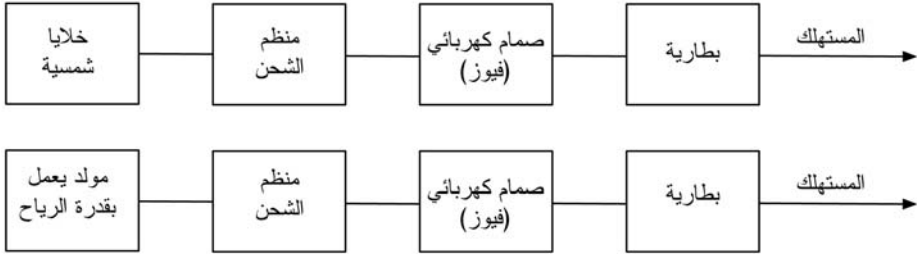 خلايا
شمسية
منظم
الشحن
صمام كهربائي
(فيوز)
بطارية
المستهلك
مولد يعمل
بقدرة الرياح
منظم
الشحن
صمام كهربائي
(فيوز)
بطارية
المستهلك